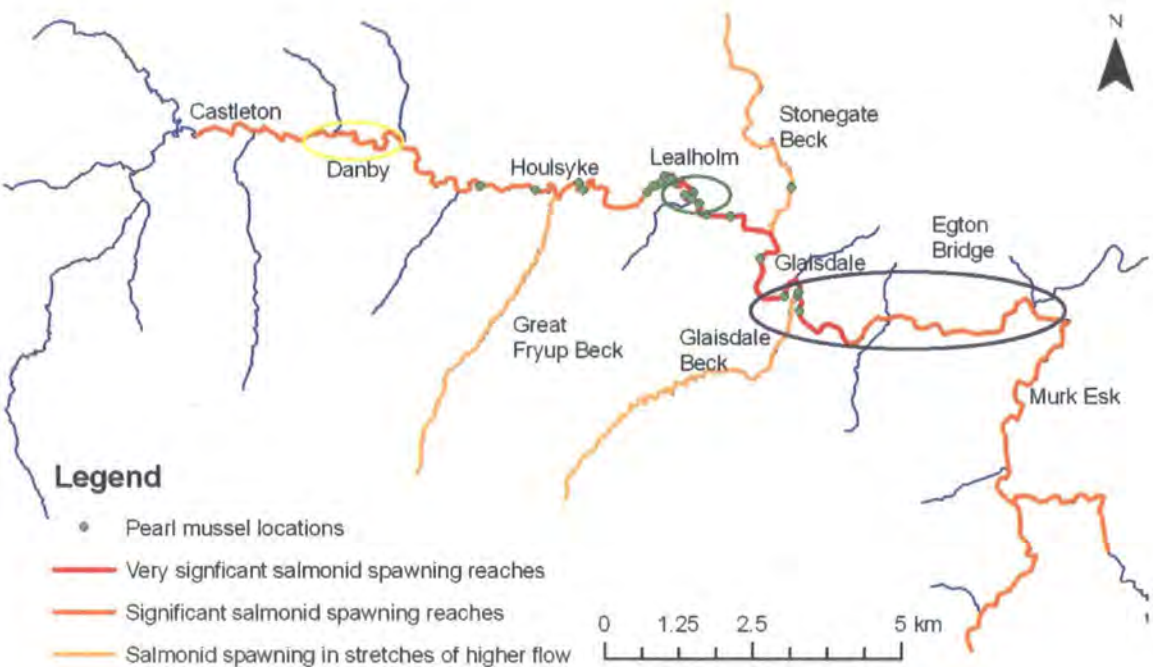 N
Castleton
Stonegate
Beck
Lealholm
Houlsyke
Danby
Egton
Bridge
Glaisdale
Great
Fryup Beck
Glaisdale
Beck
Murk Esk
Legend
Pearl mussel locations
Very signficant salmonid spawning reaches
Significant salmonid spawning reaches
Salmonid spawning in stretches of higher flow
0 1.25 2.5 5 km